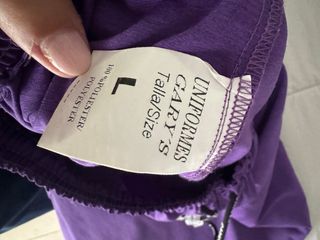 UNIFORMES
GARY'S
Talla/Size
L
100% POLIESTER
POLYESTER